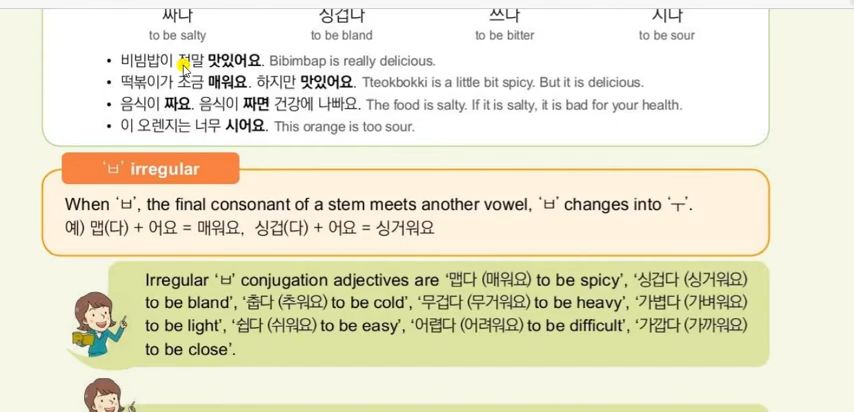 짜다 싱겁다 쓰다 시다
to be salty to be bland to be bitter to be sour
• 비빔밥이 정말 맛있어요. Bibimbap is really delicious.
• 떡볶이가 조금 매워요. 하지만 맛있어요. Tteokbokki is a little bit spicy. But it is delicious.
• 음식이 짜요. 음식이 짜면 건강에 나빠요. The food is salty. If it is salty, it is bad for your health.
• 이 오렌지는 너무 시어요. This orange is too sour.
‘ㅂ’ irregular
When ‘ㅂ’, the final consonant of a stem meets another vowel, ‘ㅂ’ changes into ‘ㅜ’.
예) 맵(다) + 어요 = 매워요, 싱겁(다) + 어요 = 싱거워요
Irregular ‘ㅂ’ conjugation adjectives are ‘맵다 (매워요) to be spicy’, ‘싱겁다 (싱거워요)
to be bland’, ‘춥다 (추워요) to be cold’, ‘무겁다 (무거워요) to be heavy’, ‘가볍다 (가벼워요)
to be light’, ‘쉽다 (쉬워요) to be easy’, ‘어렵다 (어려워요) to be difficult’, ‘가깝다 (가까워요)
to be close’.